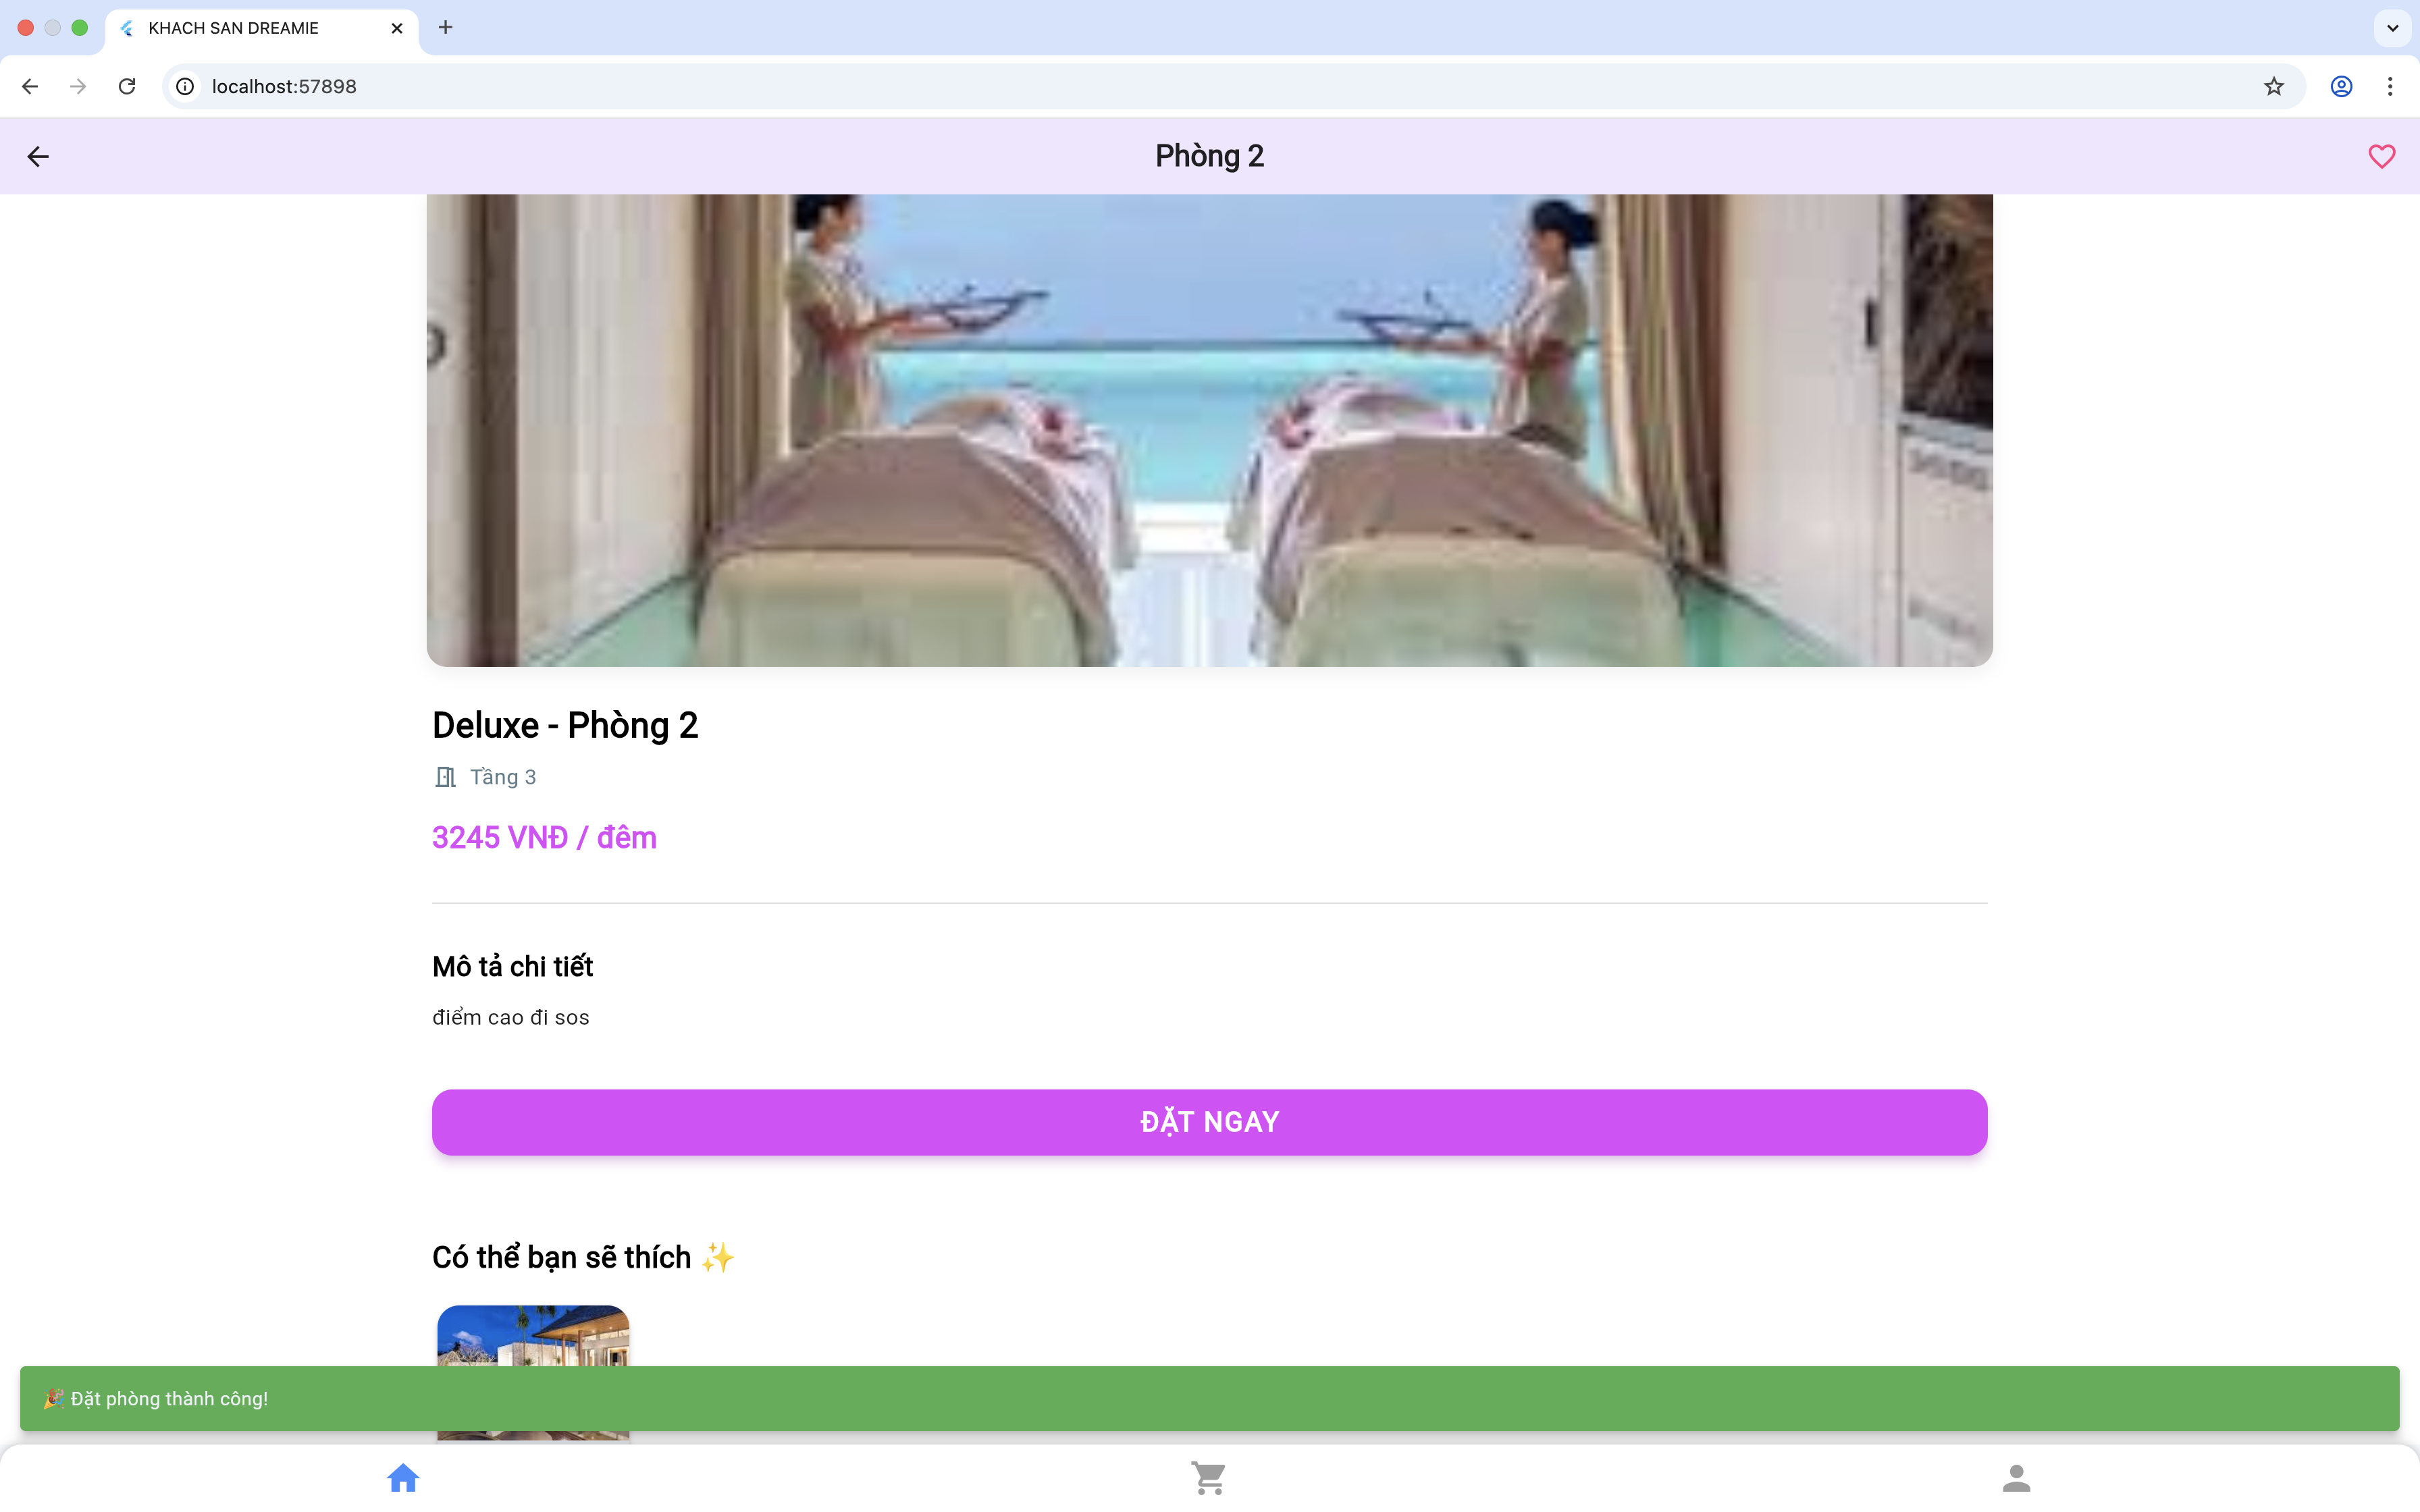 KHACH SAN DREAMIE
localhost:57898
Phòng 2
Deluxe - Phòng 2
Tầng 3
3245 VNĐ / đêm
Mô tả chi tiết
điểm cao đi sos
ĐẶT NGAY
Có thể bạn sẽ thích ✨
🎉 Đặt phòng thành công!